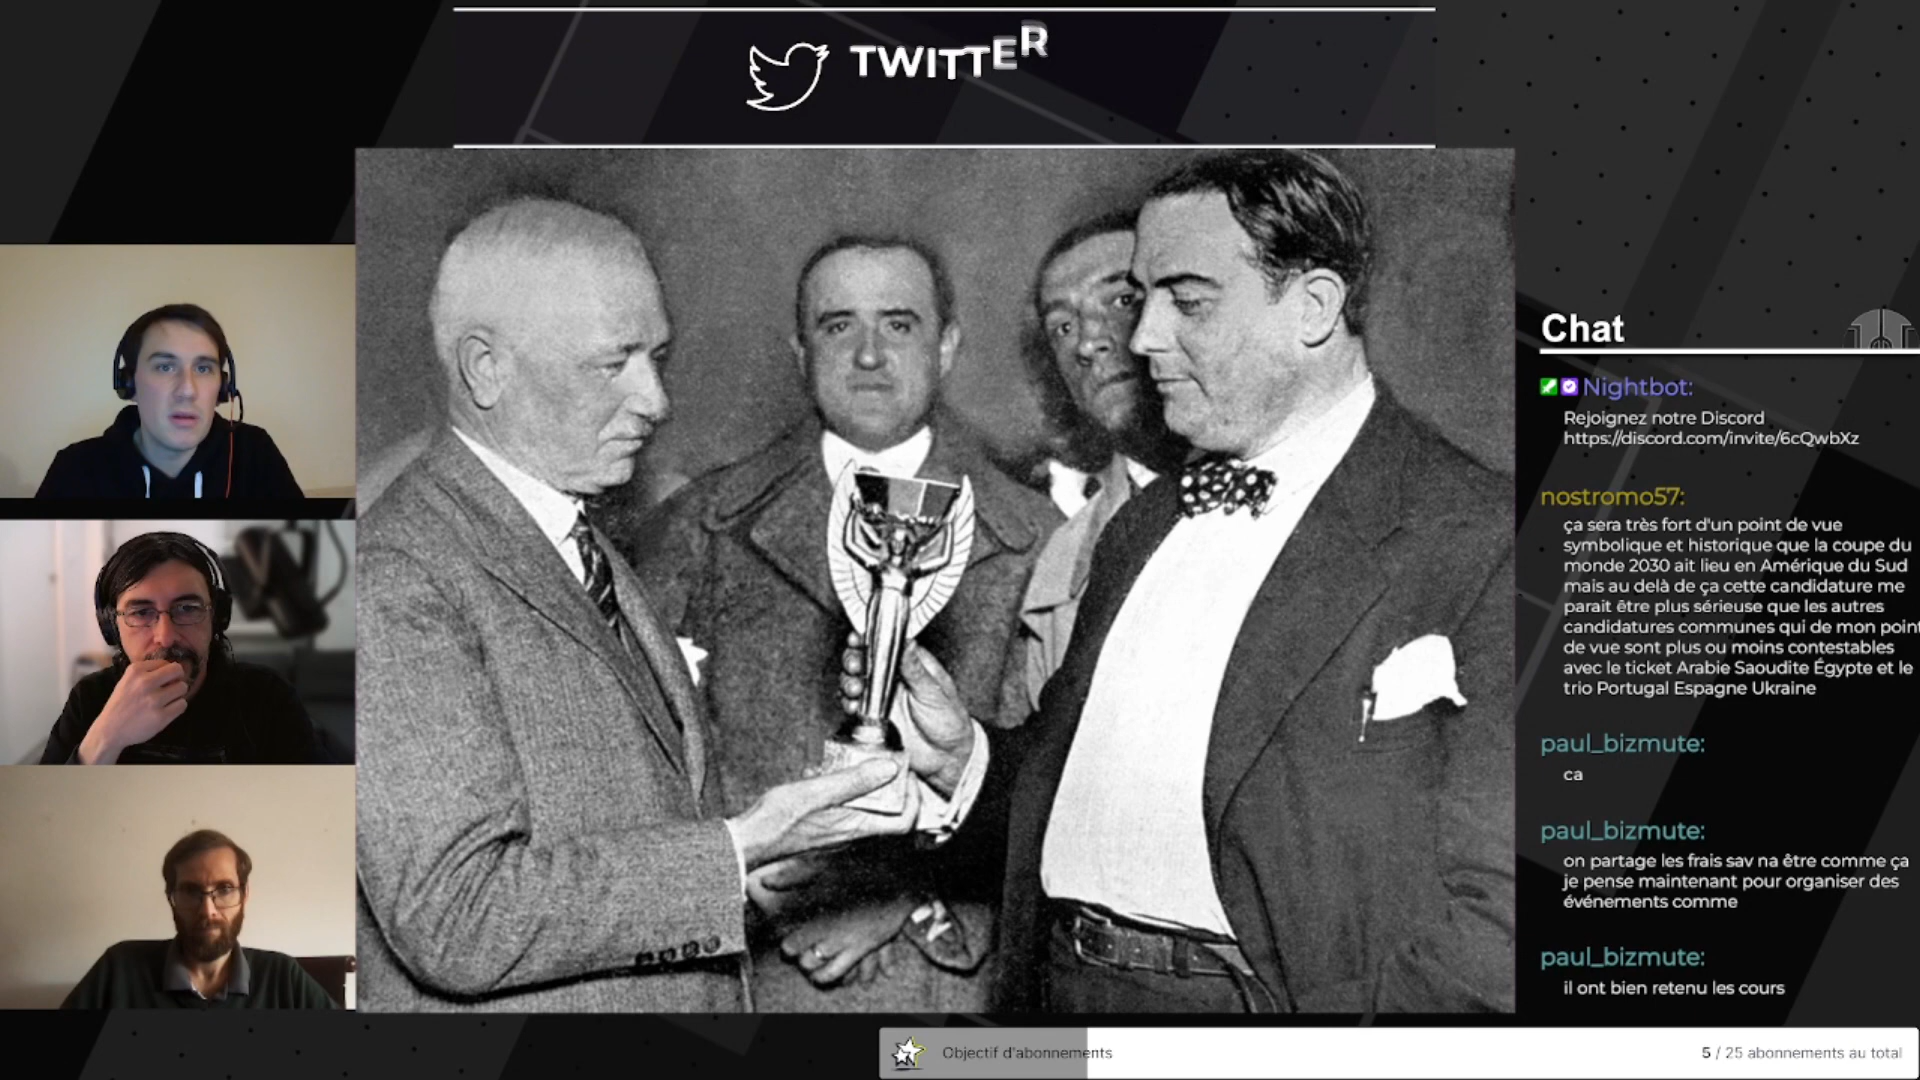 TWITTER
Chat
Nightbot:
Rejoignez notre Discord
https://discord.com/invite/6cQwbXz
nostromo57:
ça sera très fort d'un point de vue
symbolique et historique que la coupe du
monde 2030 ait lieu en Amérique du Sud
mais au delà de ça cette candidature me
parait être plus sérieuse que les autres
candidatures communes qui de mon point
de vue sont plus ou moins contestables
avec le ticket Arabie Saoudite Égypte et le
trio Portugal Espagne Ukraine
paul_bizmute:
ca
paul_bizmute:
on partage les frais sav na être comme ça
je pense maintenant pour organiser des
événements comme
paul_bizmute:
il ont bien retenu les cours
Objectif d'abonnements
5 / 25 abonnements au total